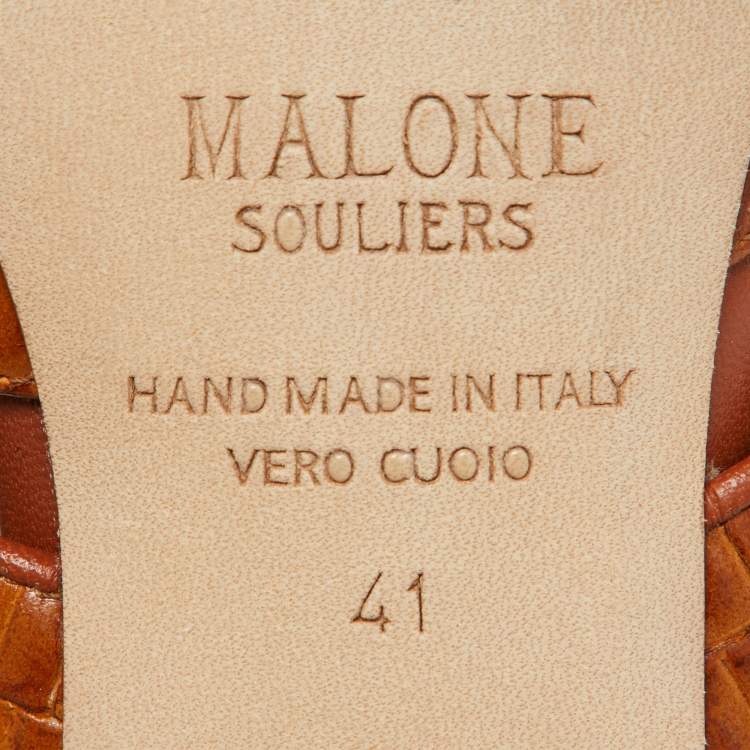 MALONE
SOULIERS
HAND MADE IN ITALY
VERO CUOIO
41